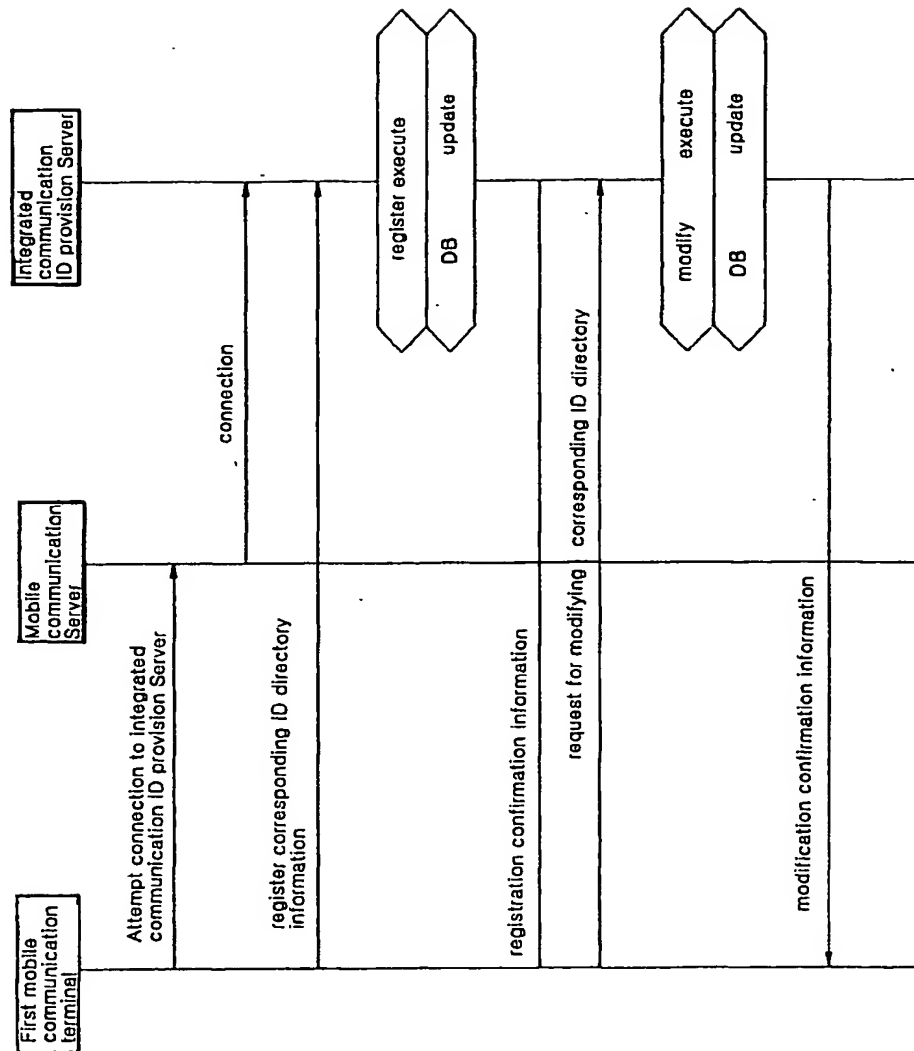 First mobile
communication
terminal
Mobile
communication
Server
Integrated
communication
ID provision Server
Attempt connection to integrated
communication ID provision Server
connection
register corresponding ID directory
information
register execute
DB update
registration confirmation information
request for modifying corresponding ID directory
modify execute
DB update
modification confirmation information